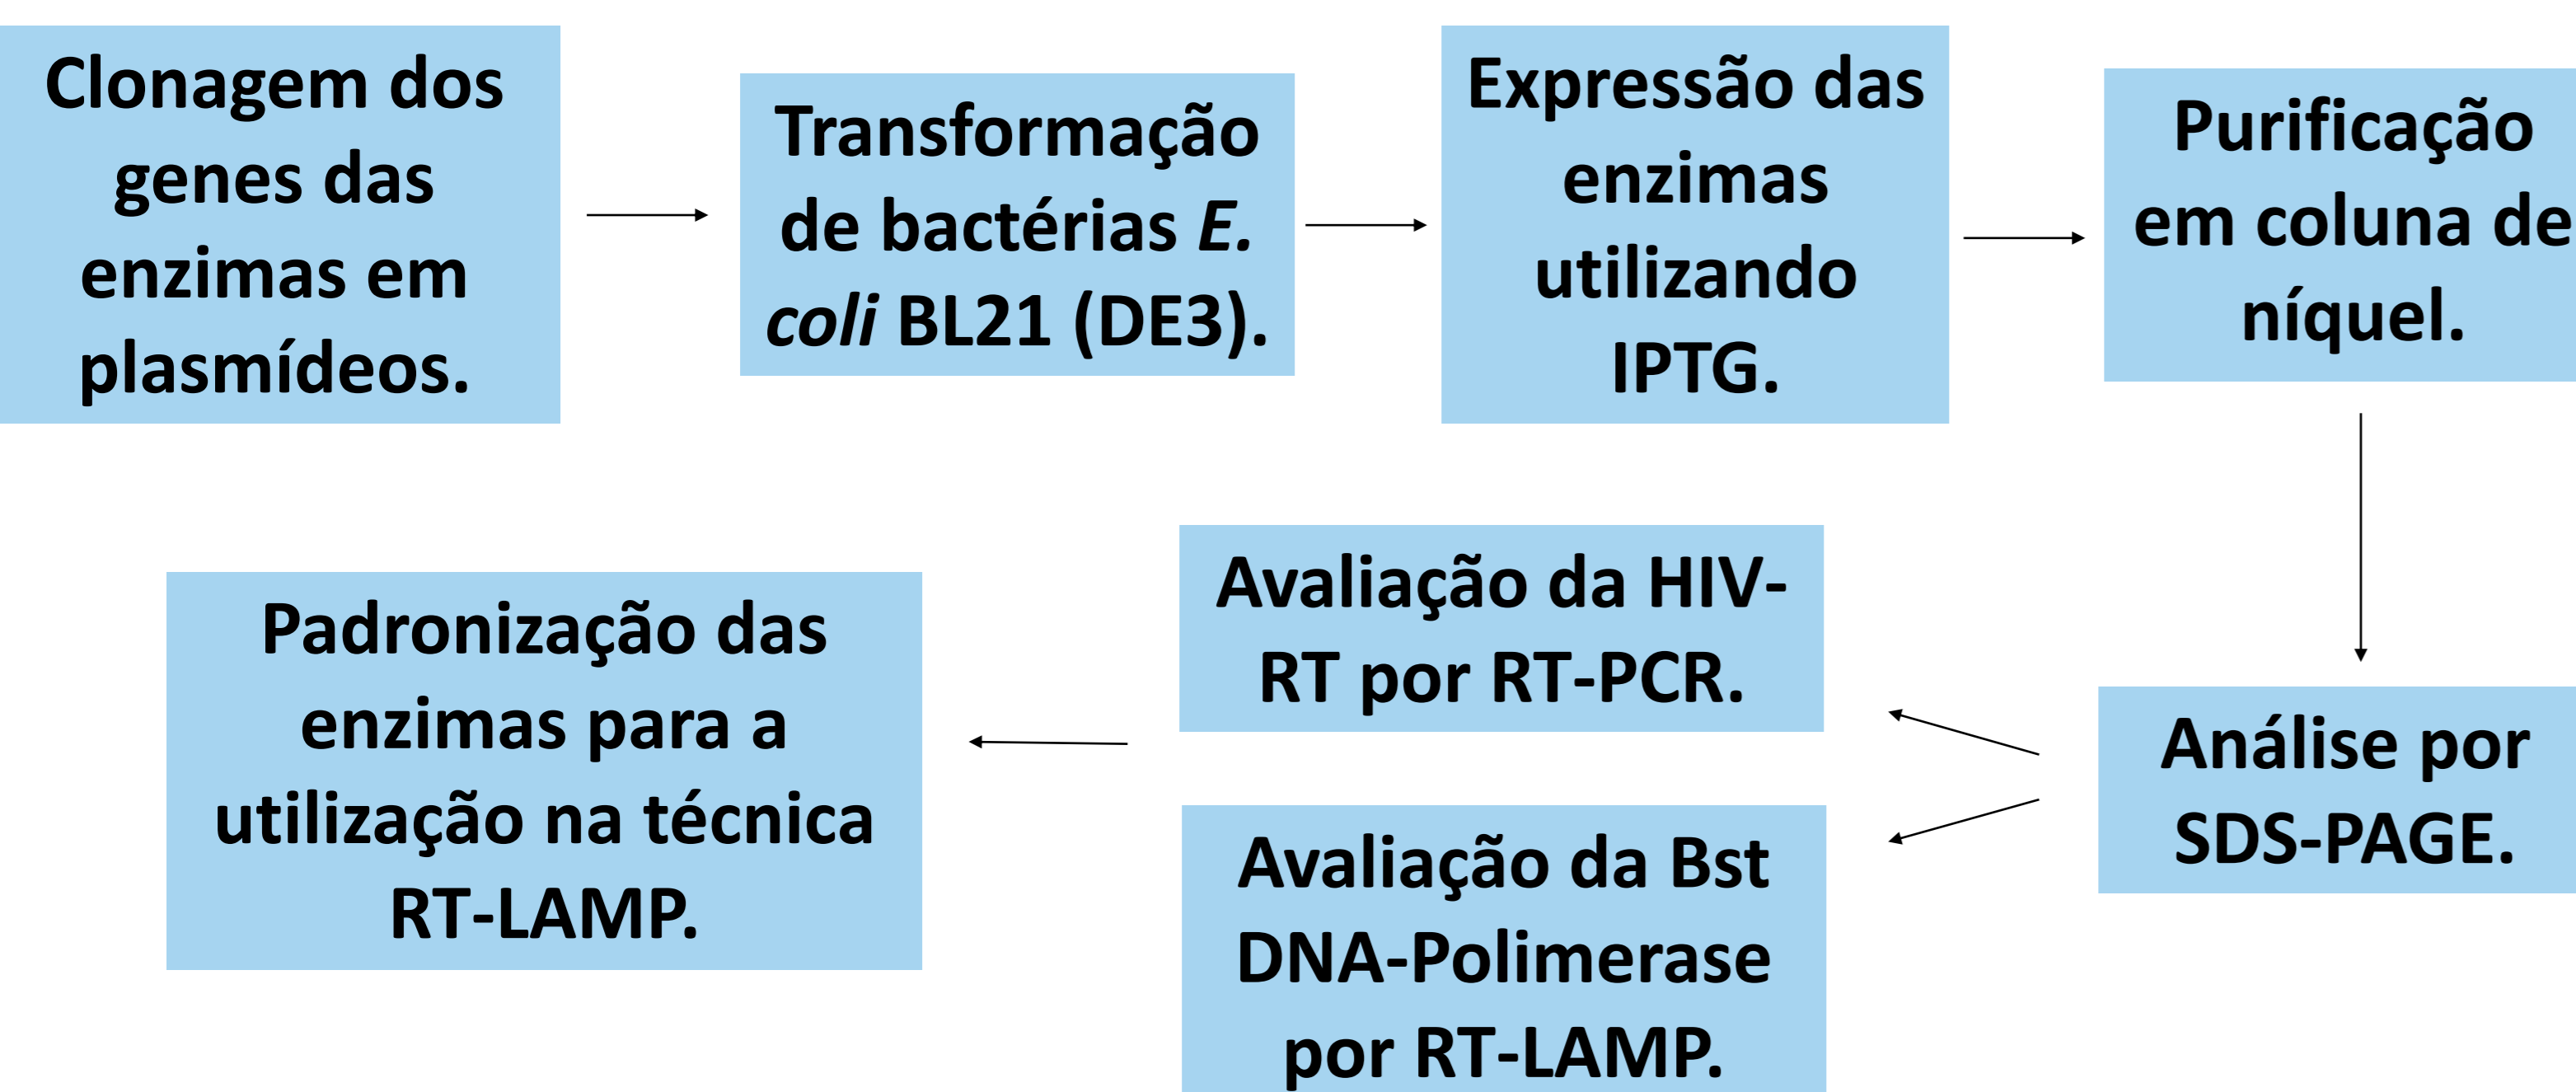 Clonagem dos
genes das
enzimas em
plasmídeos.
Transformação
de bactérias E.
coli BL21 (DE3).
Expressão das
enzimas
utilizando
IPTG.
Purificação
em coluna de
níquel.
Análise por
SDS-PAGE.
Avaliação da HIV-
RT por RT-PCR.
Avaliação da Bst
DNA-Polimerase
por RT-LAMP.
Padronização das
enzimas para a
utilização na técnica
RT-LAMP.